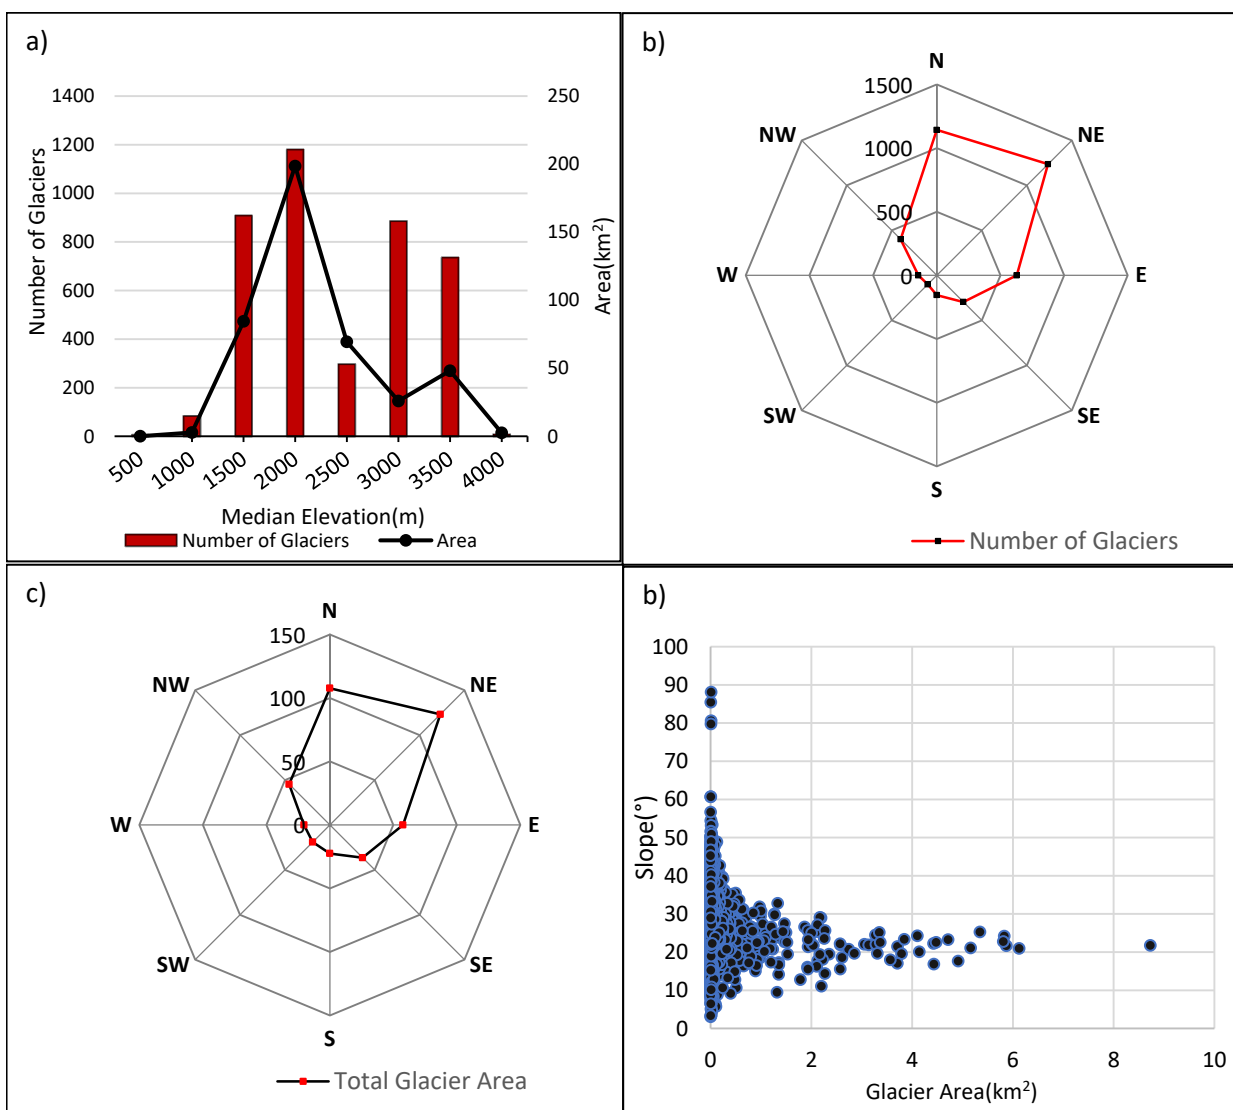 a)
1400
1200
1000
800
600
400
200
0
Number of Glaciers
250
200
150
100
50
0
Area(km²)
500 1000 1500 2000 2500 3000 3500 4000
Median Elevation(m)
Number of Glaciers Area
b)
N
NE
E
SE
S
SW
W
NW
1500
1000
500
0
Number of Glaciers
c)
N
NE
E
SE
S
SW
W
NW
150
100
50
0
Total Glacier Area
b)
100
90
80
70
60
50
40
30
20
10
0
Slope(°)
0 2 4 6 8 10
Glacier Area(km²)